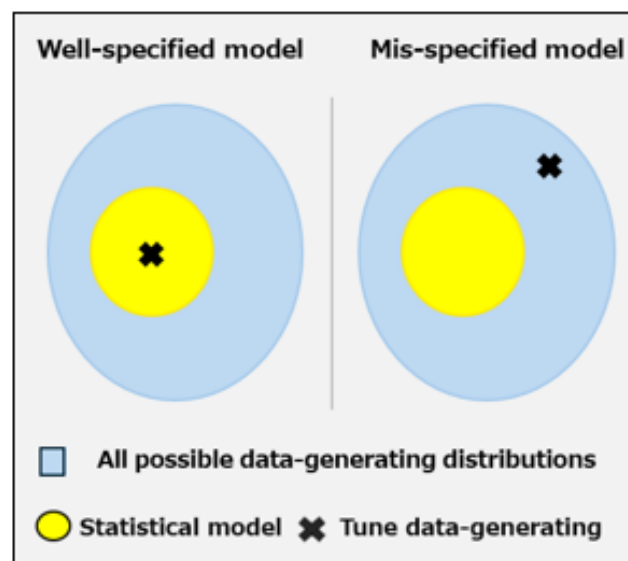 Well-specified model
Mis-specified model
All possible data-generating distributions
Statistical model
Tune data-generating